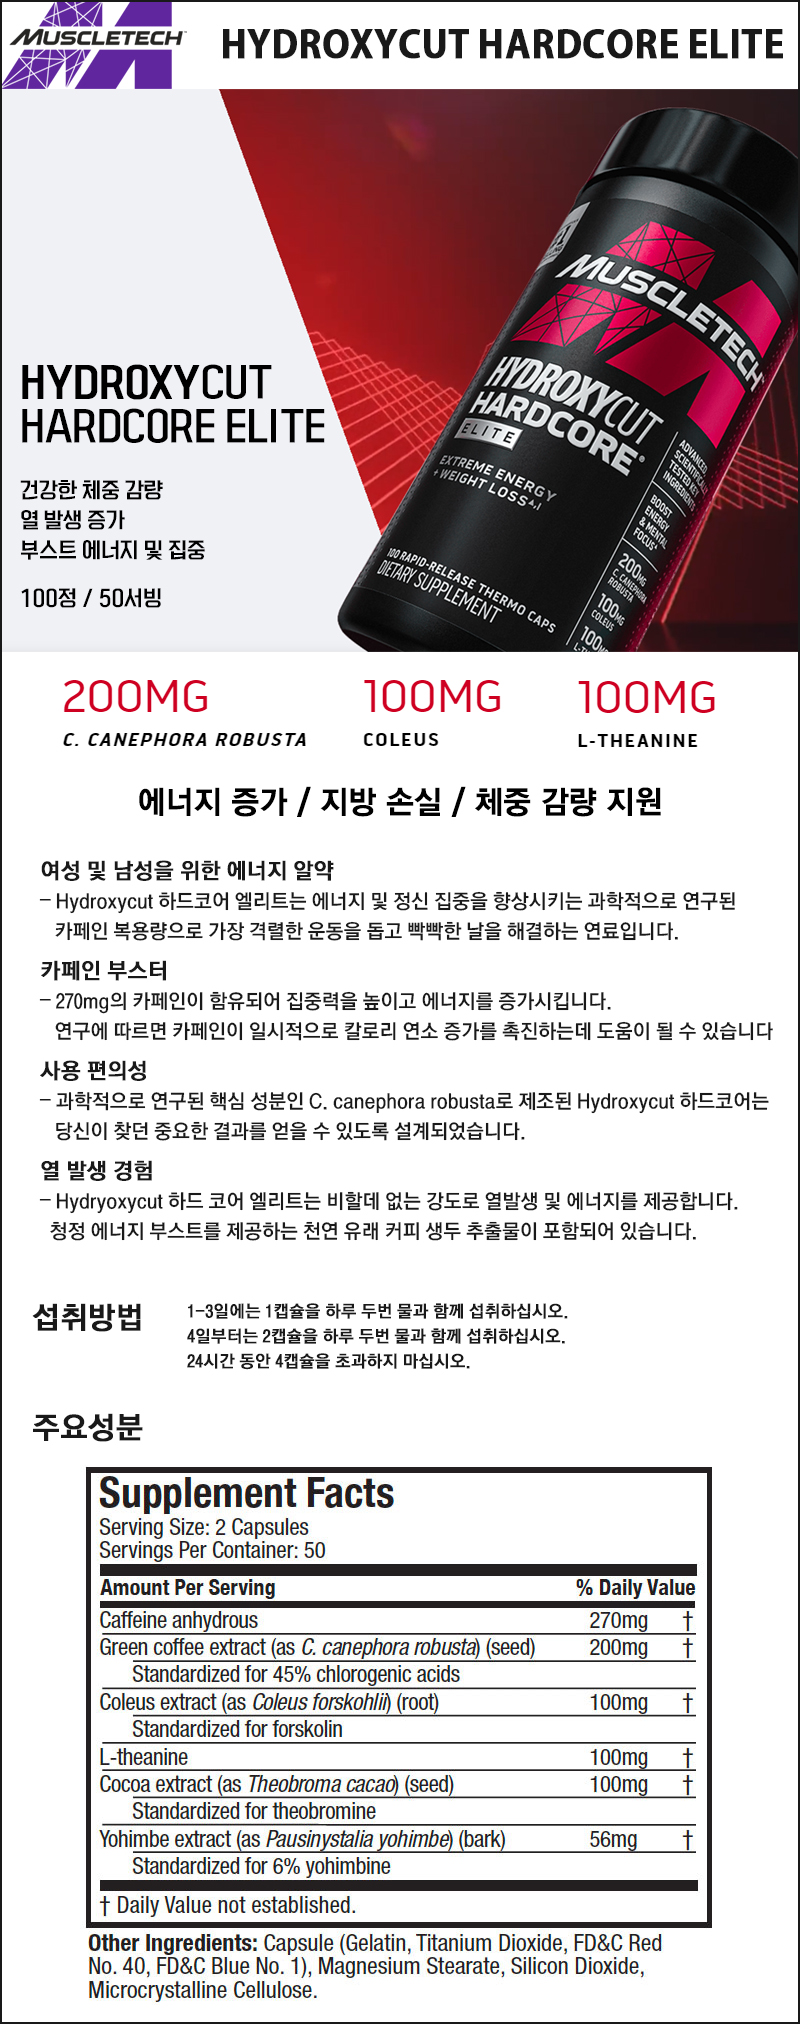 MUSCLETECH
HYDROXYCUT HARDCORE ELITE
MUSCLETECH
HYDROXYCUT
HARDCORE®
ELITE
EXTREME ENERGY
+ WEIGHT LOSS
100 RAPID-RELEASE THERMO CAPS
DIETARY SUPPLEMENT
ADVANCED,
SCIENTIFICALLY
TESTED KEY
INGREDIENTS
BOOST
ENERGY
& MENTAL
FOCUS
200MG
C. CANEPHORA
ROBUSTA
100MG
COLEUS
HYDROXYCUT
HARDCORE ELITE
건강한 체중 감량
열 발생 증가
부스트 에너지 및 집중
100정 / 50서빙
200MG 100MG 100MG
C. CANEPHORA ROBUSTA COLEUS L-THEANINE
에너지 증가 / 지방 손실 / 체중 감량 지원
여성 및 남성을 위한 에너지 알약
- Hydroxycut 하드코어 엘리트는 에너지 및 정신 집중을 향상시키는 과학적으로 연구된
카페인 복용량으로 가장 격렬한 운동을 돕고 빡빡한 날을 해결하는 연료입니다.
카페인 부스터
- 270mg의 카페인이 함유되어 집중력을 높이고 에너지를 증가시킵니다.
연구에 따르면 카페인이 일시적으로 칼로리 연소 증가를 촉진하는데 도움이 될 수 있습니다
사용 편의성
- 과학적으로 연구된 핵심 성분인 C. canephora robusta로 제조된 Hydroxycut 하드코어는
당신이 찾던 중요한 결과를 얻을 수 있도록 설계되었습니다.
열 발생 경험
- Hydryoxycut 하드 코어 엘리트는 비할데 없는 강도로 열발생 및 에너지를 제공합니다.
청정 에너지 부스트를 제공하는 천연 유래 커피 생두 추출물이 포함되어 있습니다.
섭취방법
1-3일에는 1캡슐을 하루 두번 물과 함께 섭취하십시오.
4일부터는 2캡슐을 하루 두번 물과 함께 섭취하십시오.
24시간 동안 4캡슐을 초과하지 마십시오.
주요성분
Supplement Facts
Serving Size: 2 Capsules
Servings Per Container: 50
Amount Per Serving % Daily Value
Caffeine anhydrous 270mg †
Green coffee extract (as C. canephora robusta) (seed) 200mg †
Standardized for 45% chlorogenic acids
Coleus extract (as Coleus forskohlii) (root) 100mg †
Standardized for forskolin
L-theanine 100mg †
Cocoa extract (as Theobroma cacao) (seed) 100mg †
Standardized for theobromine
Yohimbe extract (as Pausinystalia yohimbe) (bark) 56mg †
Standardized for 6% yohimbine
† Daily Value not established.
Other Ingredients: Capsule (Gelatin, Titanium Dioxide, FD&C Red
No. 40, FD&C Blue No. 1), Magnesium Stearate, Silicon Dioxide,
Microcrystalline Cellulose.